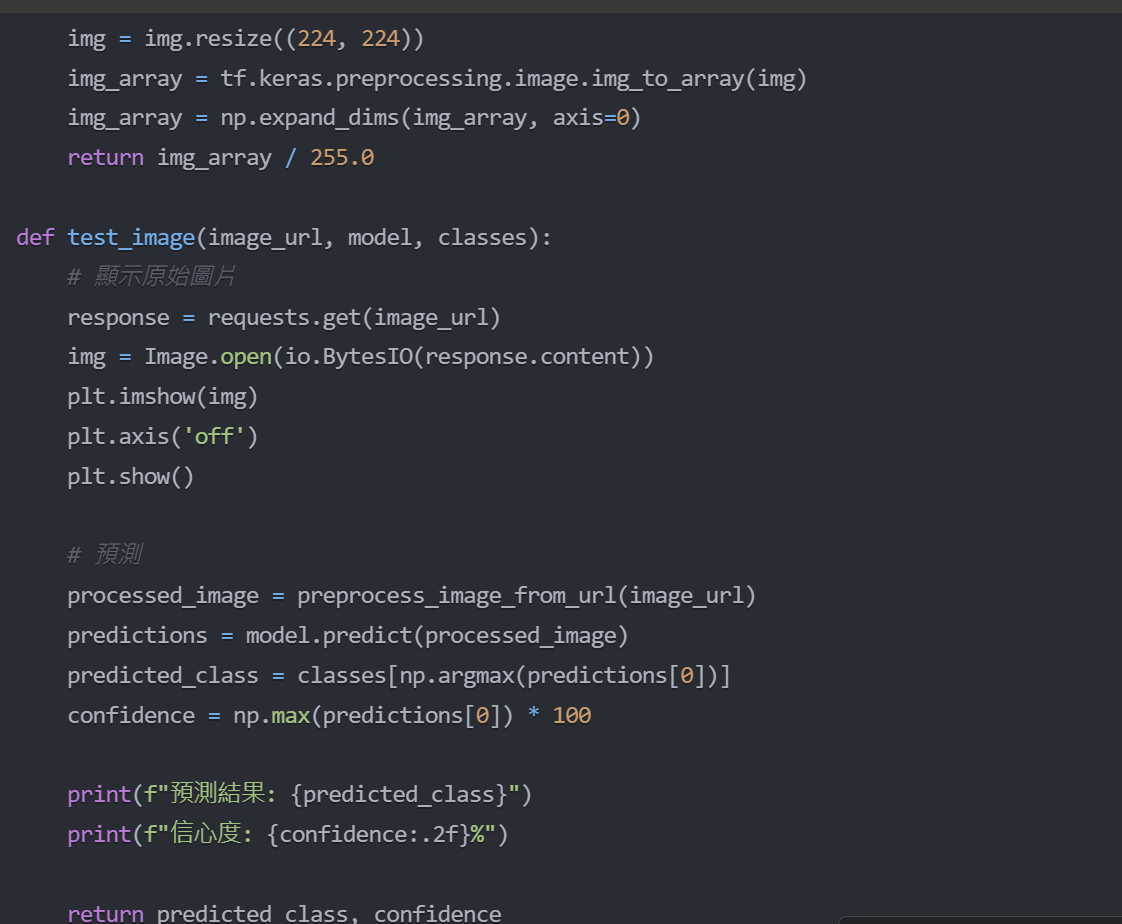 img = img.resize((224, 224))
img_array = tf.keras.preprocessing.image.img_to_array(img)
img_array = np.expand_dims(img_array, axis=0)
return img_array / 255.0
def test_image(image_url, model, classes):
# 顯示原始圖片
response = requests.get(image_url)
img = Image.open(io.BytesIO(response.content))
plt.imshow(img)
plt.axis('off')
plt.show()
# 預測
processed_image = preprocess_image_from_url(image_url)
predictions = model.predict(processed_image)
predicted_class = classes[np.argmax(predictions[0])]
confidence = np.max(predictions[0]) * 100
print(f"預測結果: {predicted_class}")
print(f"信心度: {confidence:.2f}%")
return predicted_class, confidence